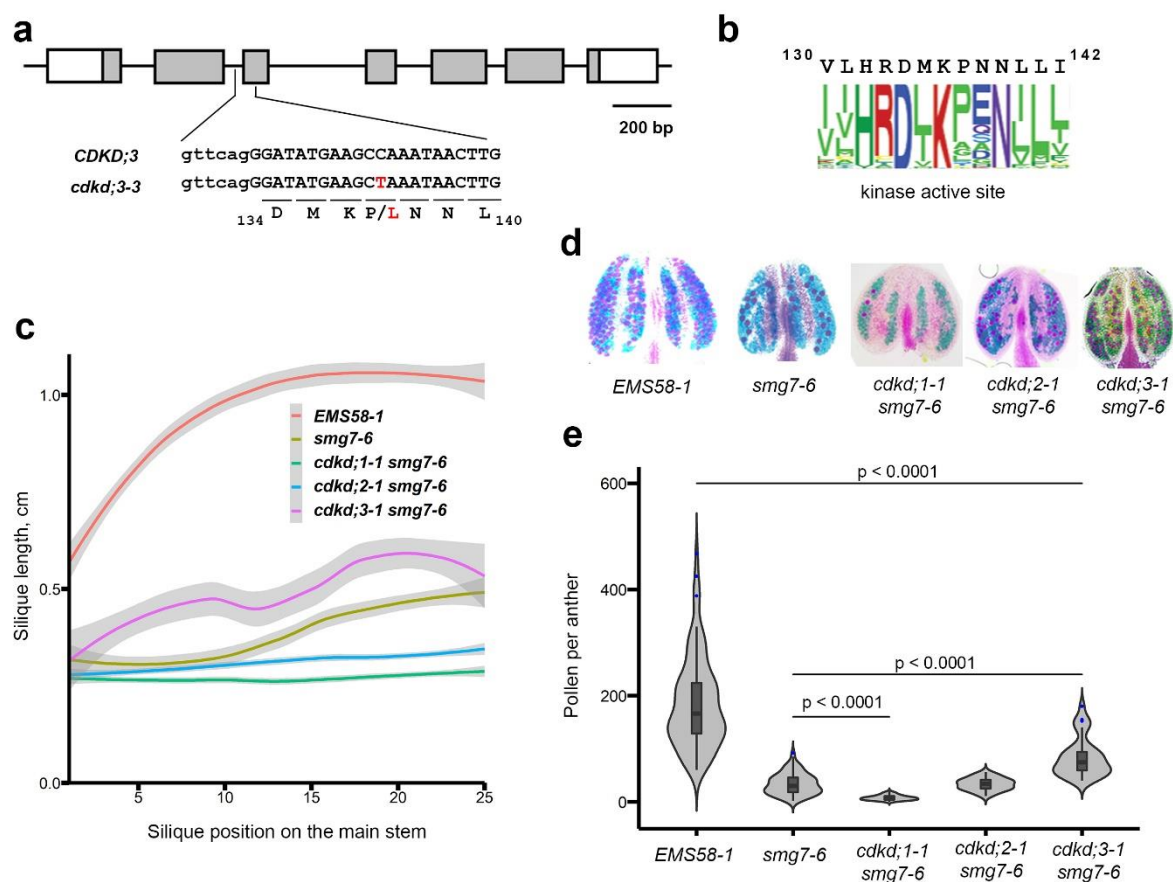 a
200 bp
CDKD;3 gttcagGGATATGAAGCCAAATAACTTG
cdkd;3-3 gttcagGGATATGAAGCTAAATAACTTG
134 D M K P/L N N L 140
b
130 VLHRDMKPNNLLI 142
kinase active site
c
Silique length, cm
1.0
0.5
0.0
5 10 15 20 25
Silique position on the main stem
EMS58-1
smg7-6
cdkd;1-1 smg7-6
cdkd;2-1 smg7-6
cdkd;3-1 smg7-6
d
EMS58-1 smg7-6 cdkd;1-1 cdkd;2-1 cdkd;3-1
smg7-6 smg7-6 smg7-6
e
Pollen per anther
600
400
200
0
p < 0.0001
p < 0.0001
p < 0.0001
EMS58-1 smg7-6 cdkd;1-1 cdkd;2-1 cdkd;3-1
smg7-6 smg7-6 smg7-6